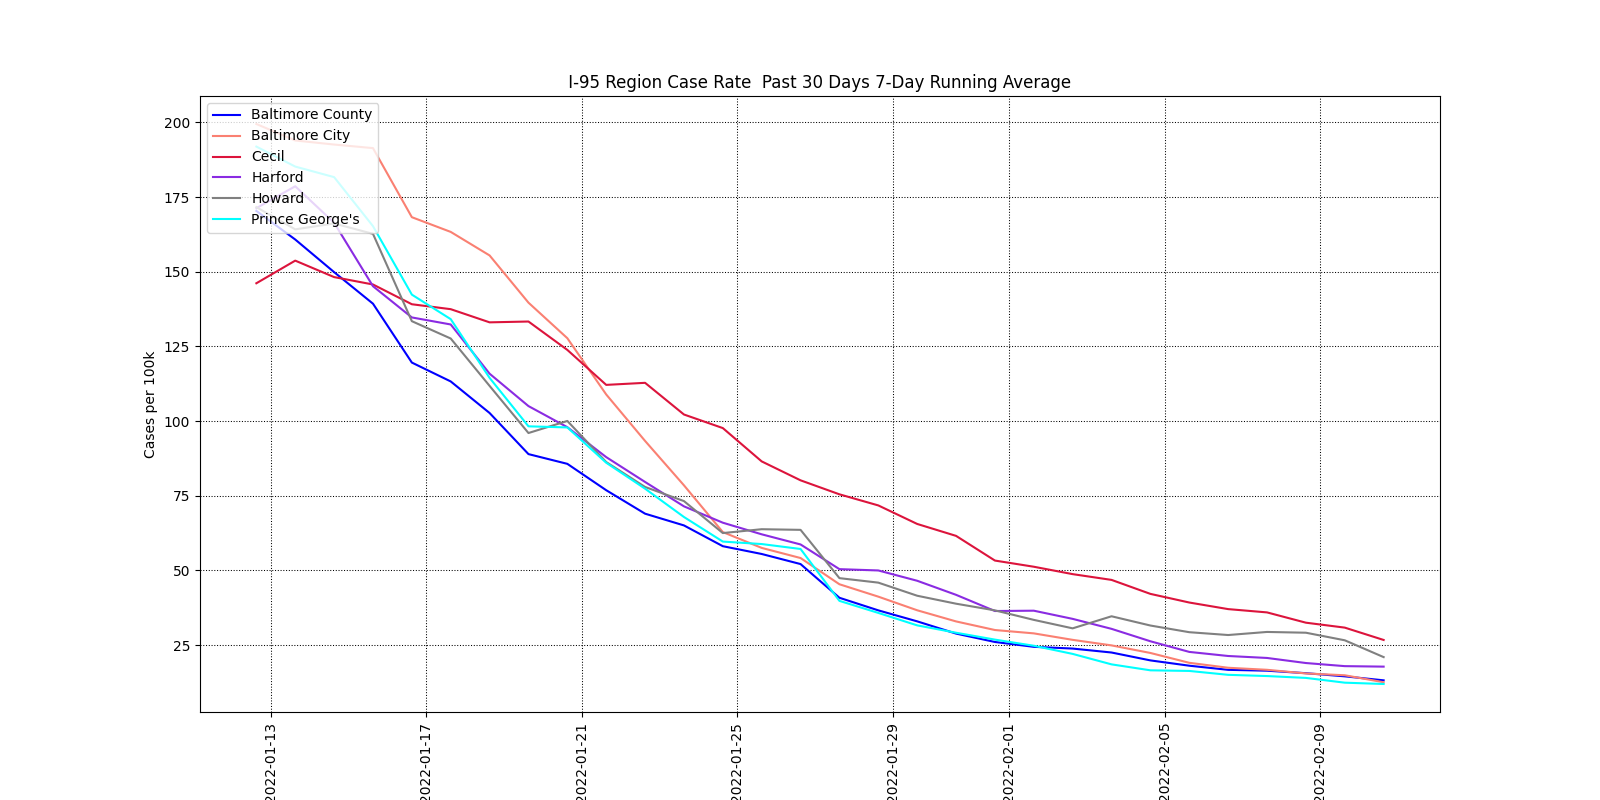 I-95 Region Case Rate  Past 30 Days 7-Day Running Average
Baltimore County
Baltimore City
Cecil
Harford
Howard
Prince George's
Cases per 100k
200
175
150
125
100
75
50
25
2022-01-13
2022-01-17
2022-01-21
2022-01-25
2022-01-29
2022-02-01
2022-02-05
2022-02-09